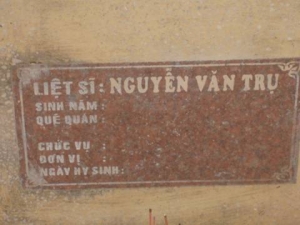 LIỆT SĨ : NGUYỄN VĂN TRỤ
SINH NĂM :
QUÊ QUÁN :
CHỨC VỤ :
ĐƠN VỊ :
NGÀY HY SINH :